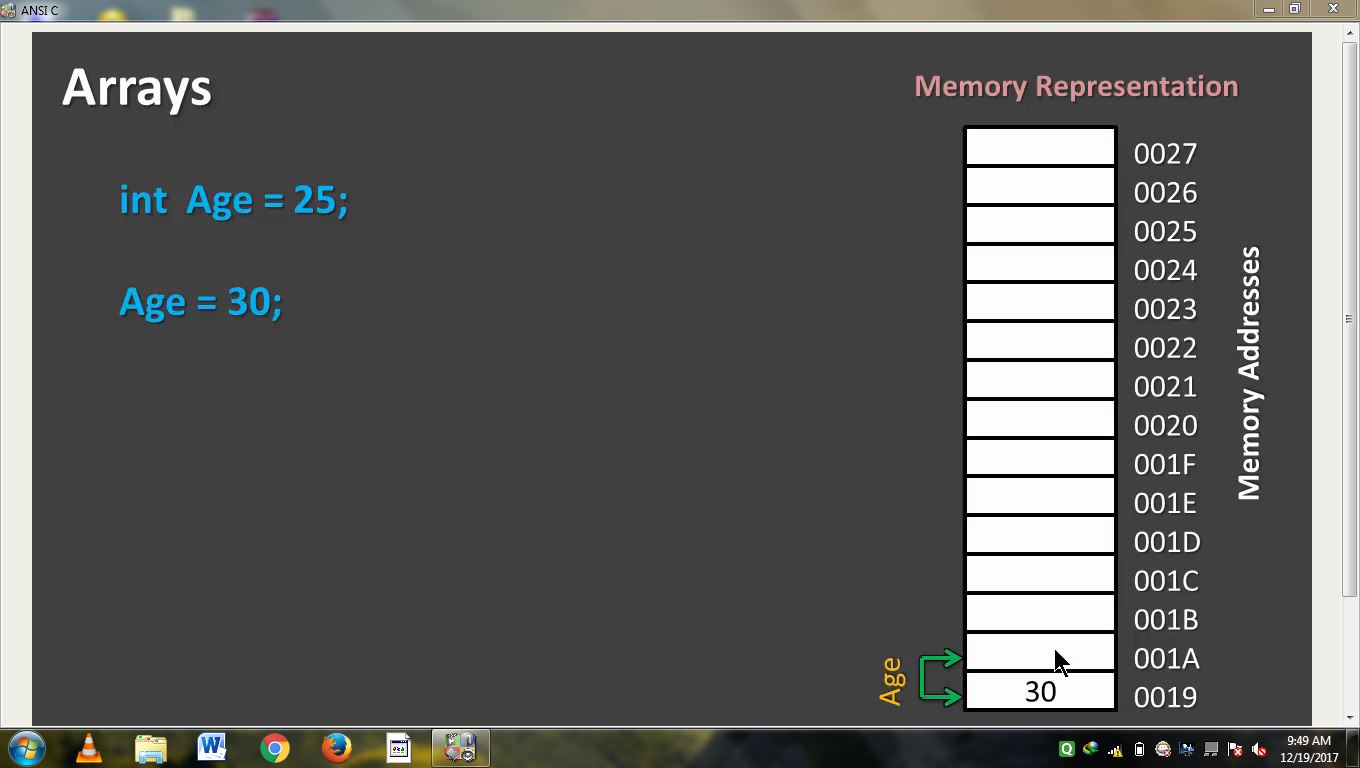 ANSI C
Arrays
Memory Representation
int Age = 25;
Age = 30;
0027
0026
0025
0024
0023
0022
0021
0020
001F
001E
001D
001C
001B
001A
0019
Memory Addresses
Age
30
9:49 AM
12/19/2017